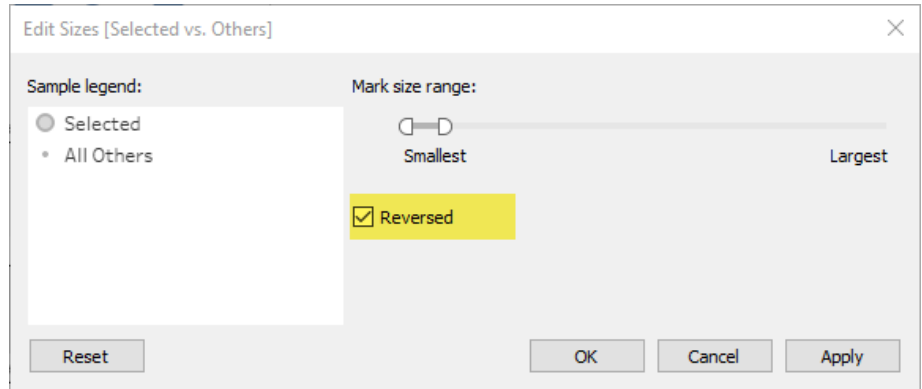 Edit Sizes [Selected vs. Others]
Sample legend:
Selected
All Others
Mark size range:
Smallest
Largest
Reversed
Reset
OK
Cancel
Apply